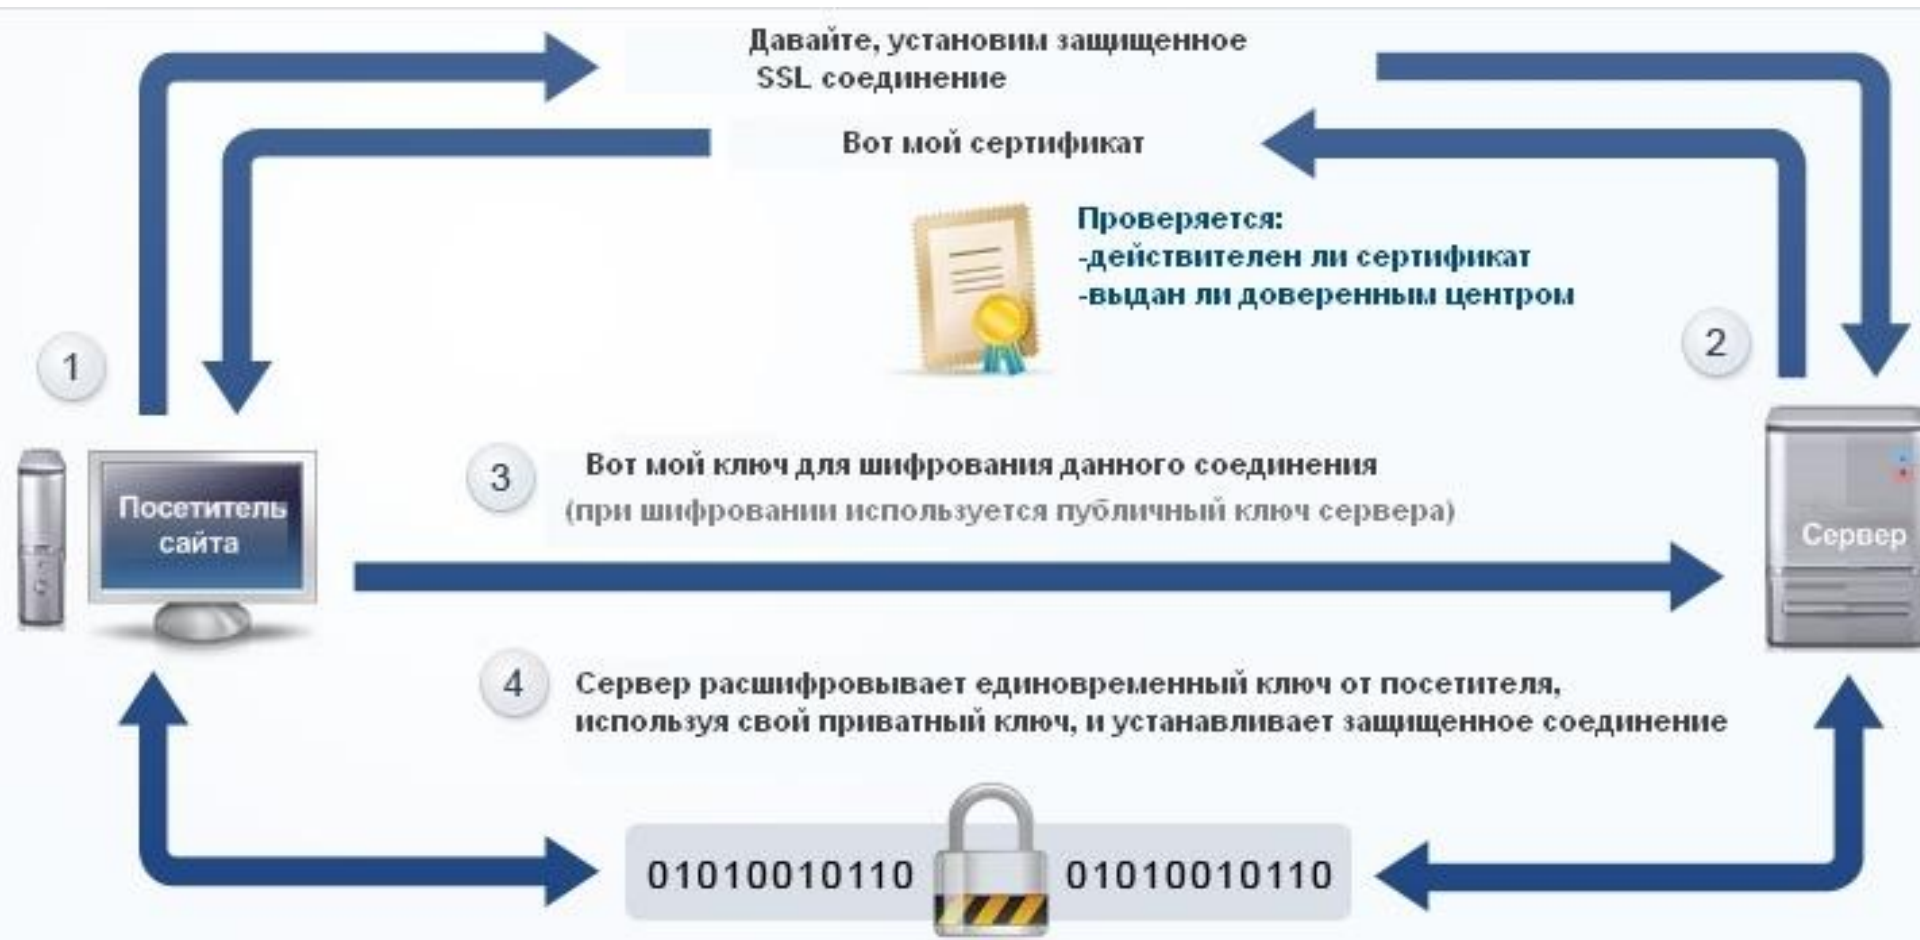 Давайте, установим защищенное
SSL соединение
Вот мой сертификат
Проверяется:
-действителен ли сертификат
-выдан ли доверенным центром
1
2
3
Вот мой ключ для шифрования данного соединения
(при шифровании используется публичный ключ сервера)
Посетитель
сайта
Сервер
4
Сервер расшифровывает единовременный ключ от посетителя,
используя свой приватный ключ, и устанавливает защищенное соединение
01010010110
01010010110